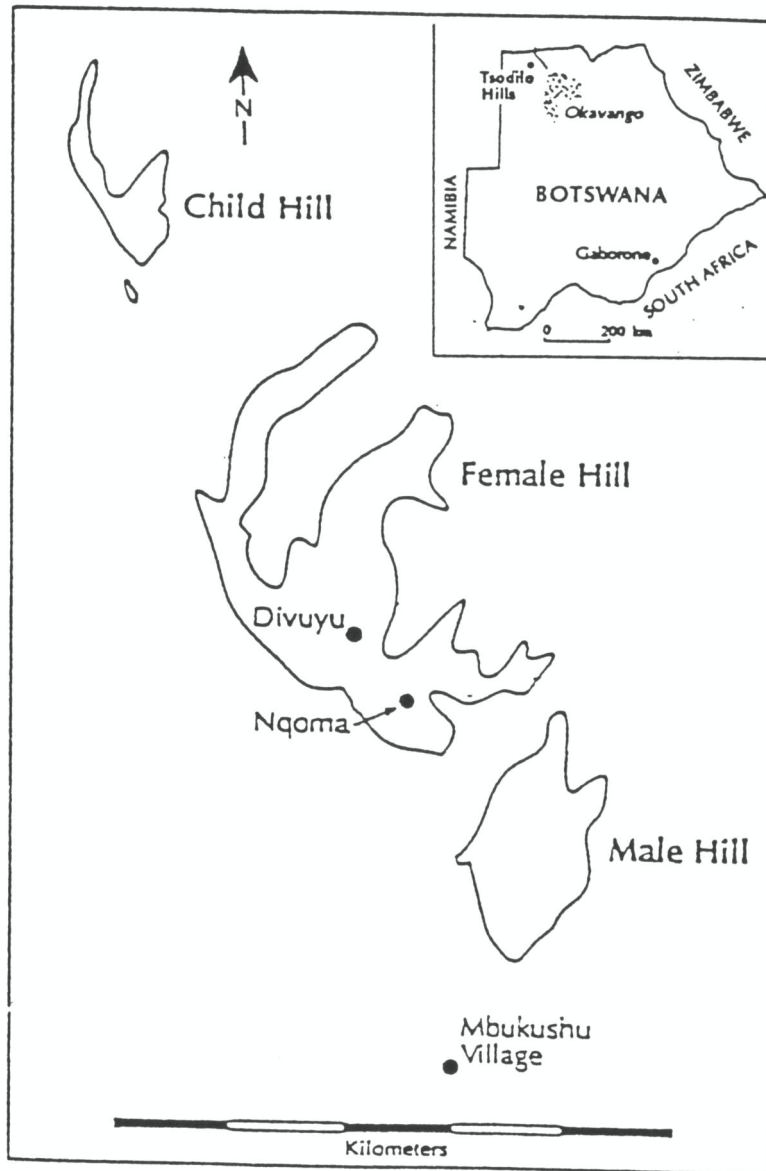 N
Child Hill
Tsodilo
Hills
Okavango
ZIMBABWE
NAMIBIA
BOTSWANA
Gaborone
SOUTH AFRICA
0 200 km
Female Hill
Divuyu
Nqoma
Male Hill
Mbukushu
Village
Kilometers